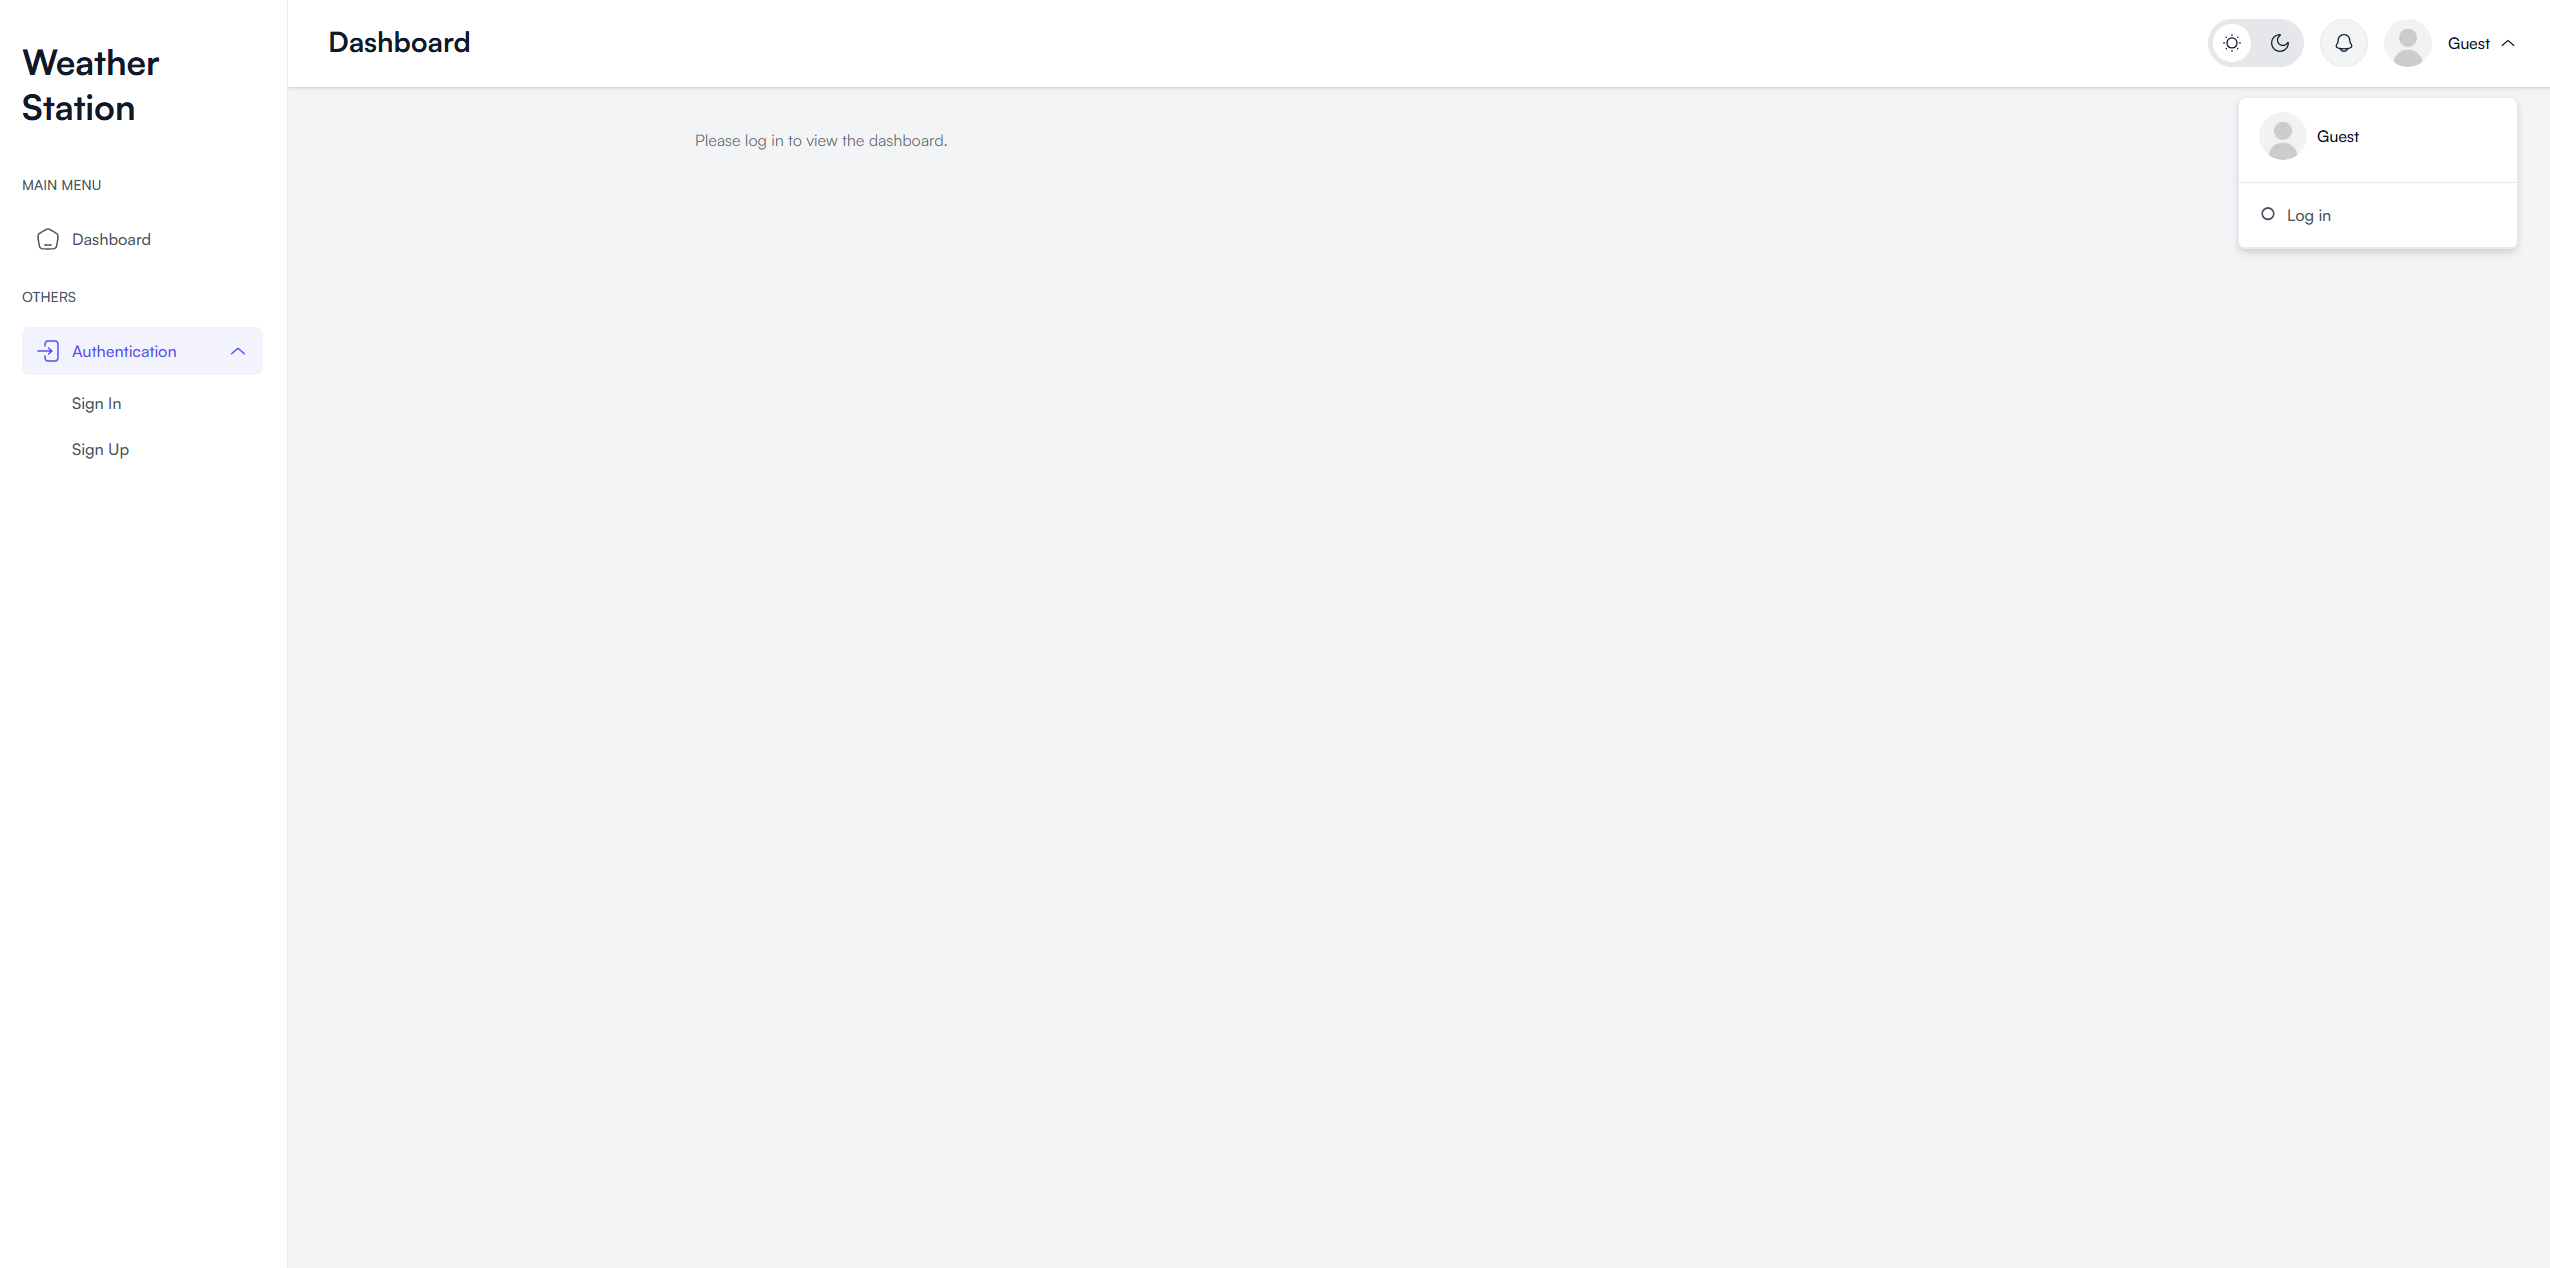 Weather
Station
MAIN MENU
Dashboard
OTHERS
Authentication
Sign In
Sign Up
Dashboard
Guest
Please log in to view the dashboard.
Guest
Log in